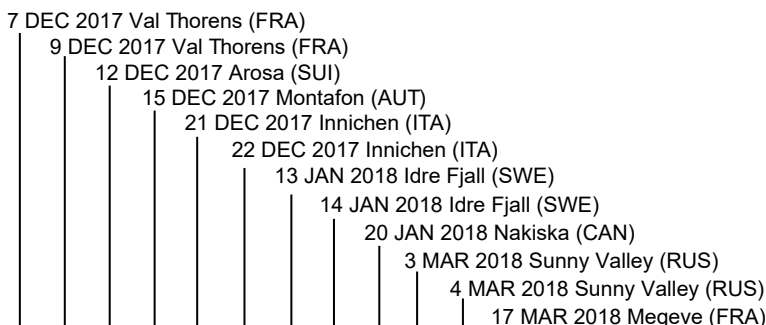 7 DEC 2017 Val Thorens (FRA)
9 DEC 2017 Val Thorens (FRA)
12 DEC 2017 Arosa (SUI)
15 DEC 2017 Montafon (AUT)
21 DEC 2017 Innichen (ITA)
22 DEC 2017 Innichen (ITA)
13 JAN 2018 Idre Fjall (SWE)
14 JAN 2018 Idre Fjall (SWE)
20 JAN 2018 Nakiska (CAN)
3 MAR 2018 Sunny Valley (RUS)
4 MAR 2018 Sunny Valley (RUS)
17 MAR 2018 Megeve (FRA)